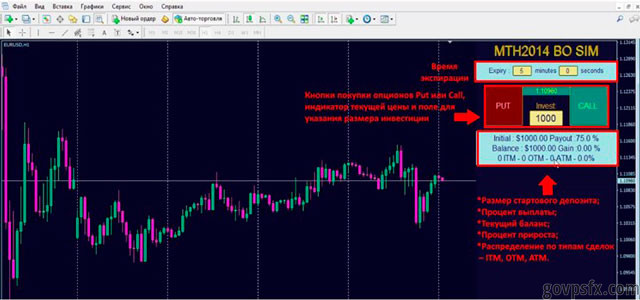 Файл Вид Вставка Графики Сервис Окно Справка
Новый ордер Авто-торговля
EURUSD,H1
MTH2014 BO SIM
Время
экспирации
Expiry : 5 minutes 0 seconds
Кнопки покупки опционов Put или Call,
индикатор текущей цены и поле для
указания размера инвестиции
1.10960
PUT Invest CALL
1000
Initial : $1000.00 Payout :75.0 %
Balance : $1000.00 Gain :0.00 %
0 ITM - 0 OTM - 0 ATM - 0.0%
*Размер стартового депозита;
*Процент выплаты;
*Текущий баланс;
*Процент прироста;
*Распределение по типам сделок
– ITM, OTM, ATM.
govpsfx.com